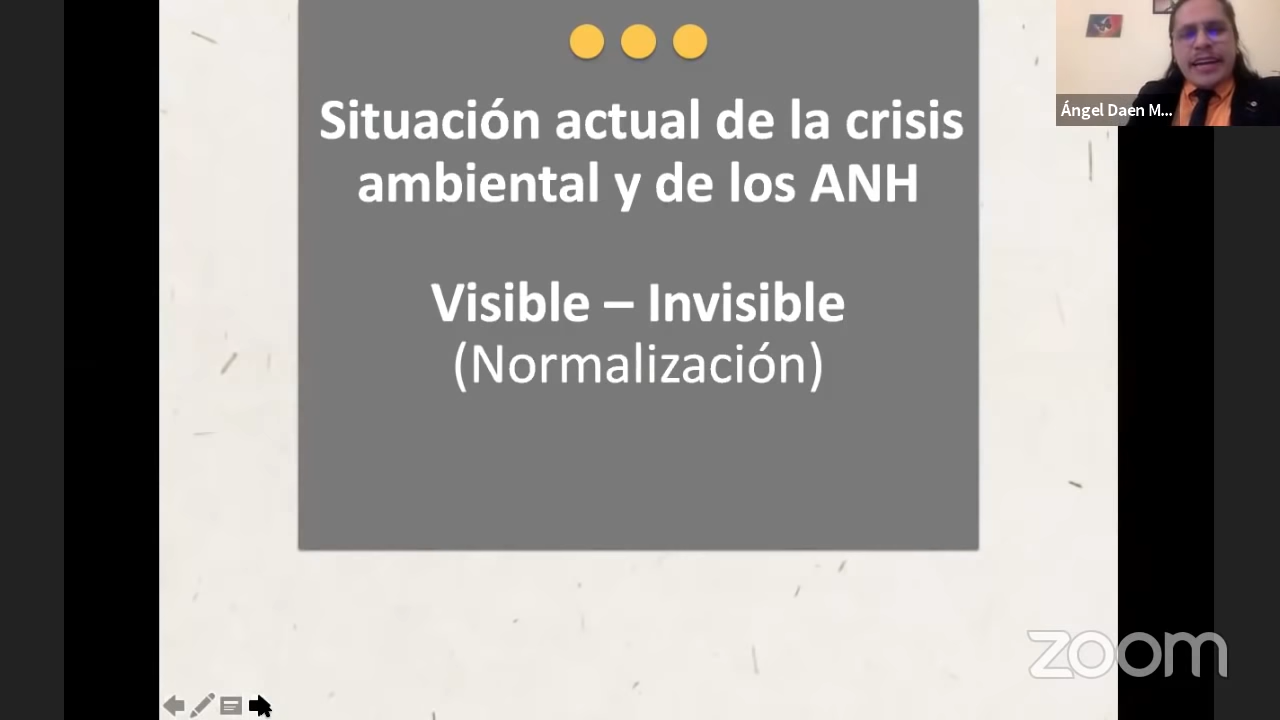 Situación actual de la crisis
ambiental y de los ANH
Visible – Invisible
(Normalización)
Ángel Daen M...
zoom